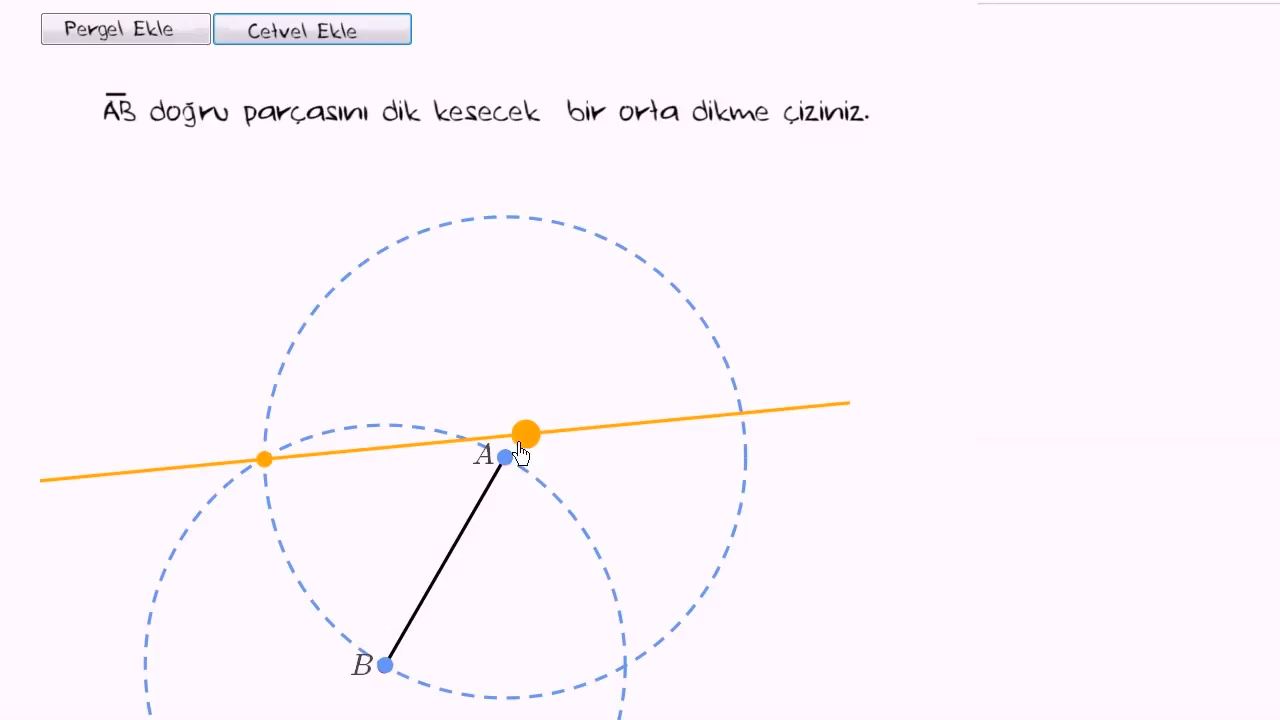 Pergel Ekle
Cetvel Ekle
AB doğru parçasını dik kesecek bir orta dikme çiziniz.
A
B